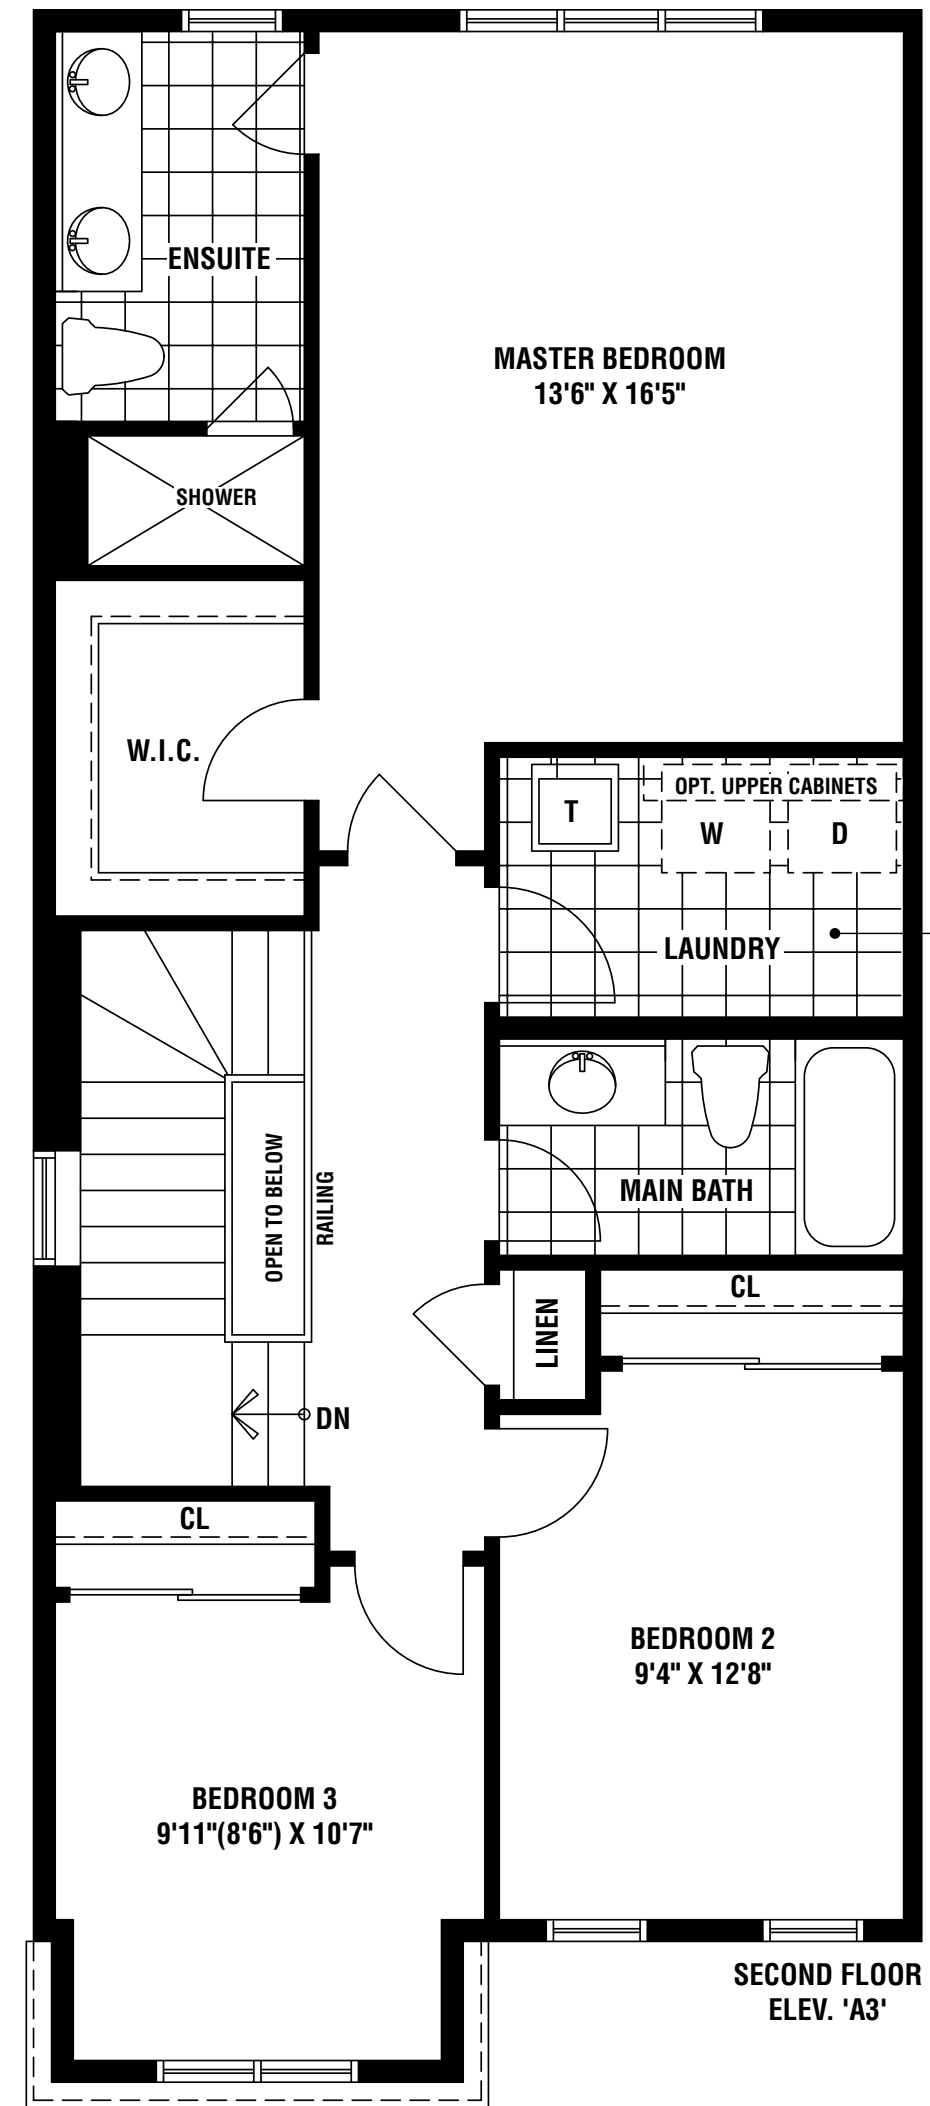 ENSUITE
MASTER BEDROOM
13'6" X 16'5"
SHOWER
W.I.C.
OPT. UPPER CABINETS
T
W
D
LAUNDRY
OPEN TO BELOW
RAILING
MAIN BATH
CL
LINEN
DN
CL
BEDROOM 2
9'4" X 12'8"
BEDROOM 3
9'11"(8'6") X 10'7"
SECOND FLOOR
ELEV. 'A3'